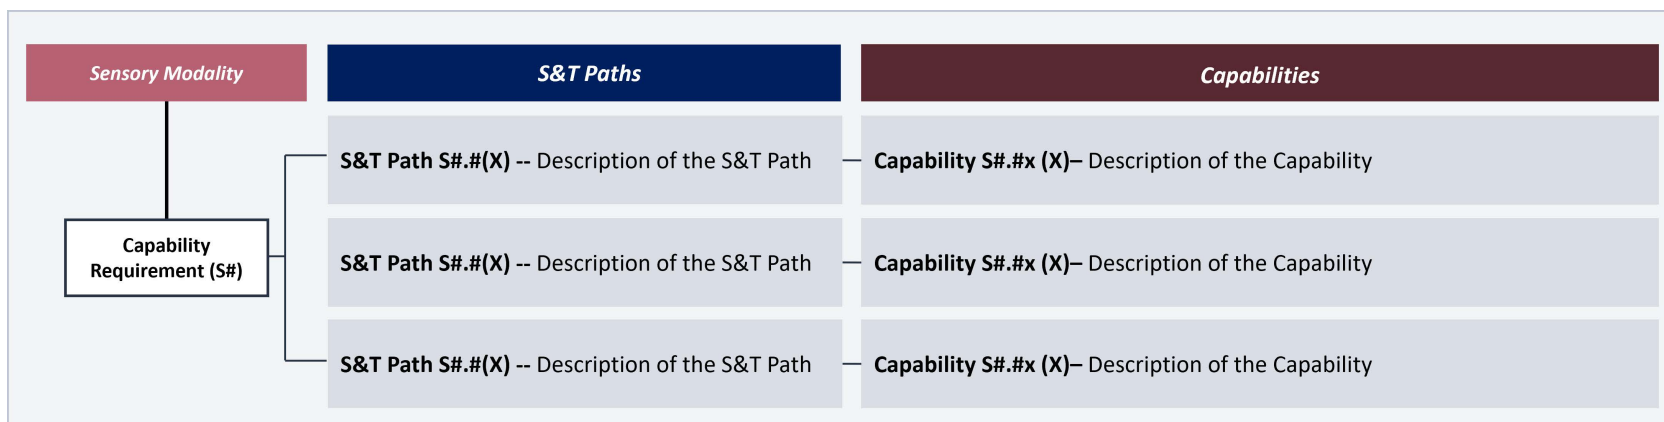 Sensory Modality
S&T Paths
Capabilities
Capability
Requirement (S#)
S&T Path S#.#(X) -- Description of the S&T Path
Capability S#.#x (X)– Description of the Capability
S&T Path S#.#(X) -- Description of the S&T Path
Capability S#.#x (X)– Description of the Capability
S&T Path S#.#(X) -- Description of the S&T Path
Capability S#.#x (X)– Description of the Capability